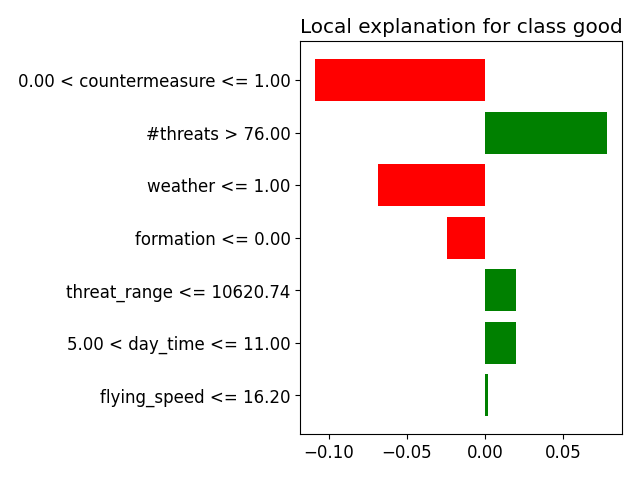 Local explanation for class good
0.00 < countermeasure <= 1.00
#threats > 76.00
weather <= 1.00
formation <= 0.00
threat_range <= 10620.74
5.00 < day_time <= 11.00
flying_speed <= 16.20
−0.10 −0.05 0.00 0.05